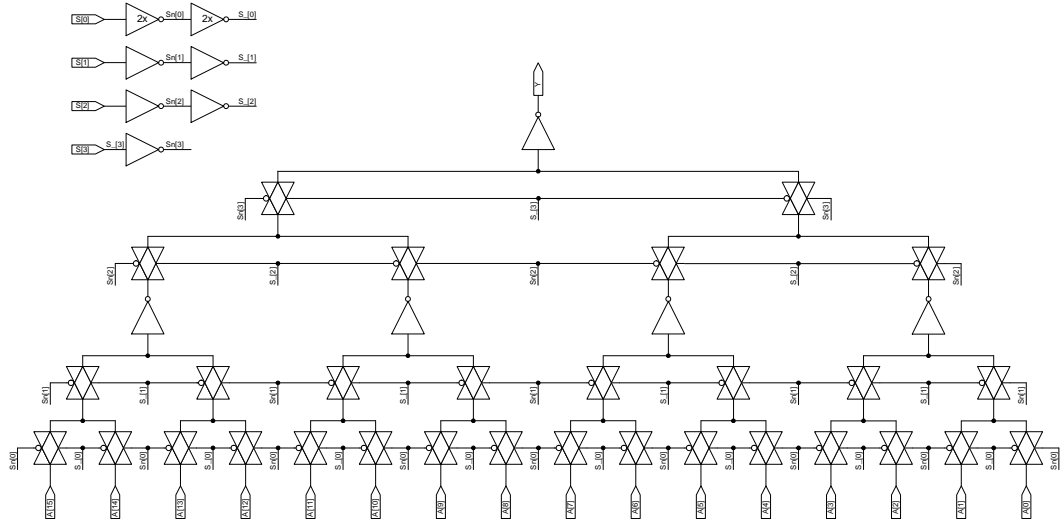 S[0] 2x Sn[0] 2x S_[0]
S[1] Sn[1] S_[1]
S[2] Sn[2] S_[2]
S[3] S_[3] Sn[3]
Y
Sn[3] S_[3] Sn[3]
Sn[2] S_[2] Sn[2] S_[2] Sn[2]
Sn[1] S_[1] Sn[1] S_[1] Sn[1] S_[1] Sn[1] S_[1] Sn[1]
Sn[0] S_[0] Sn[0] S_[0] Sn[0] S_[0] Sn[0] S_[0] Sn[0] S_[0] Sn[0] S_[0] Sn[0] S_[0] Sn[0] S_[0] Sn[0]
A[15] A[14] A[13] A[12] A[11] A[10] A[9] A[8] A[7] A[6] A[5] A[4] A[3] A[2] A[1] A[0]